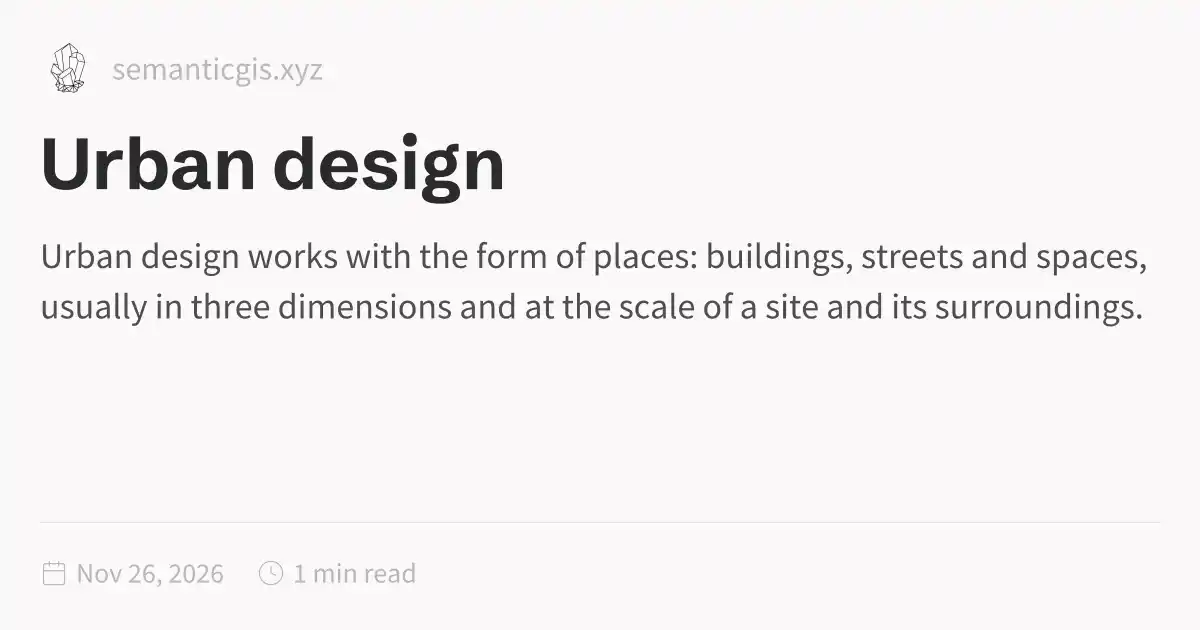 semanticgis.xyz
Urban design
Urban design works with the form of places: buildings, streets and spaces,
usually in three dimensions and at the scale of a site and its surroundings.
Nov 26, 2026 1 min read